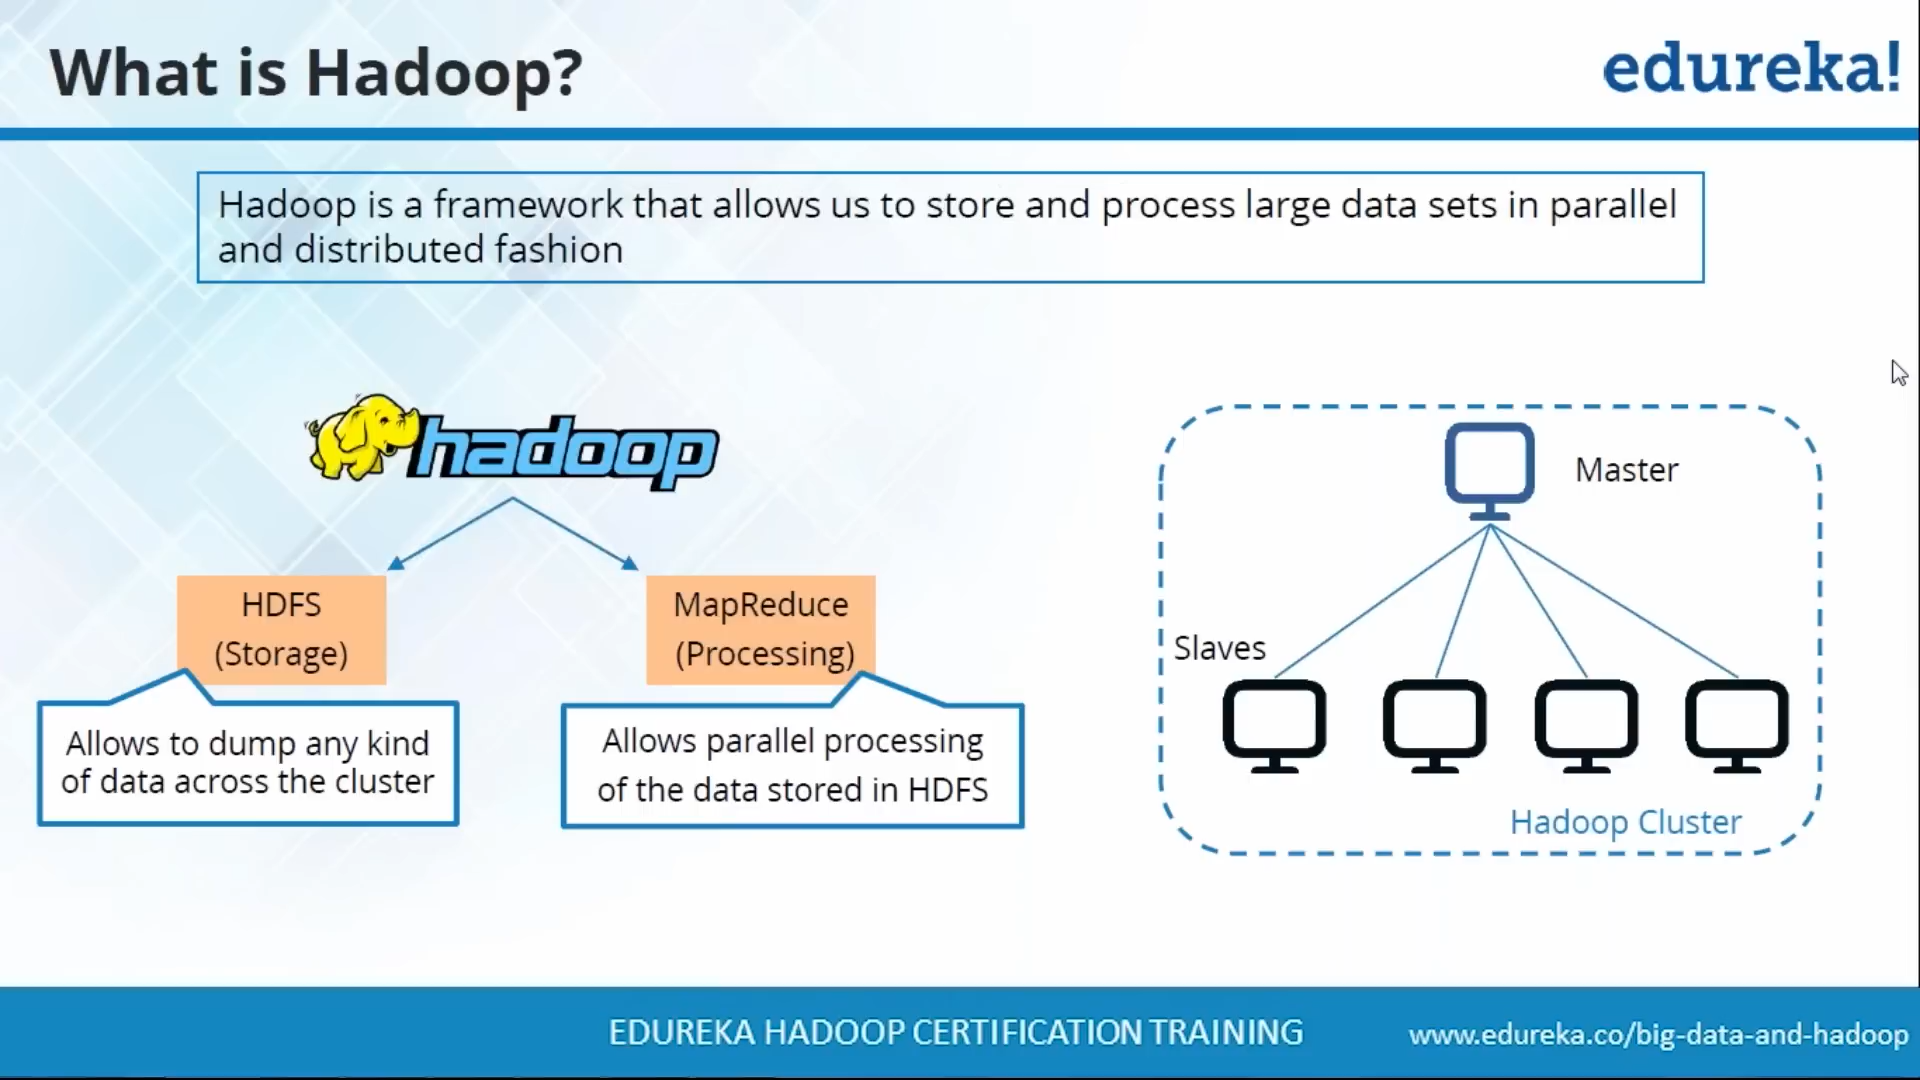 What is Hadoop?
edureka!
Hadoop is a framework that allows us to store and process large data sets in parallel
and distributed fashion
hadoop
HDFS
(Storage)
MapReduce
(Processing)
Allows to dump any kind
of data across the cluster
Allows parallel processing
of the data stored in HDFS
Master
Slaves
Hadoop Cluster
EDUREKA HADOOP CERTIFICATION TRAINING
www.edureka.co/big-data-and-hadoop